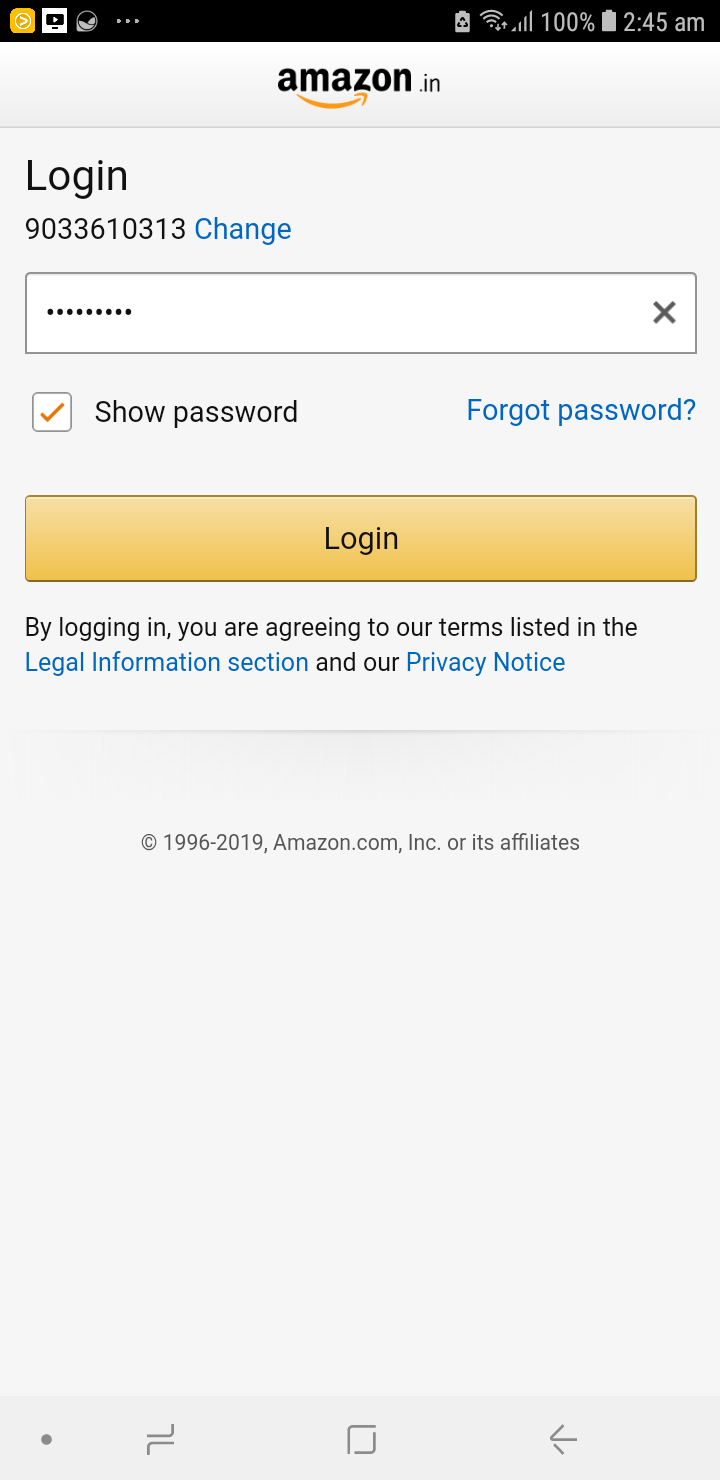 100% 2:45 am
amazon.in
Login
9033610313 Change
•••••••••
Show password Forgot password?
Login
By logging in, you are agreeing to our terms listed in the
Legal Information section and our Privacy Notice
© 1996-2019, Amazon.com, Inc. or its affiliates